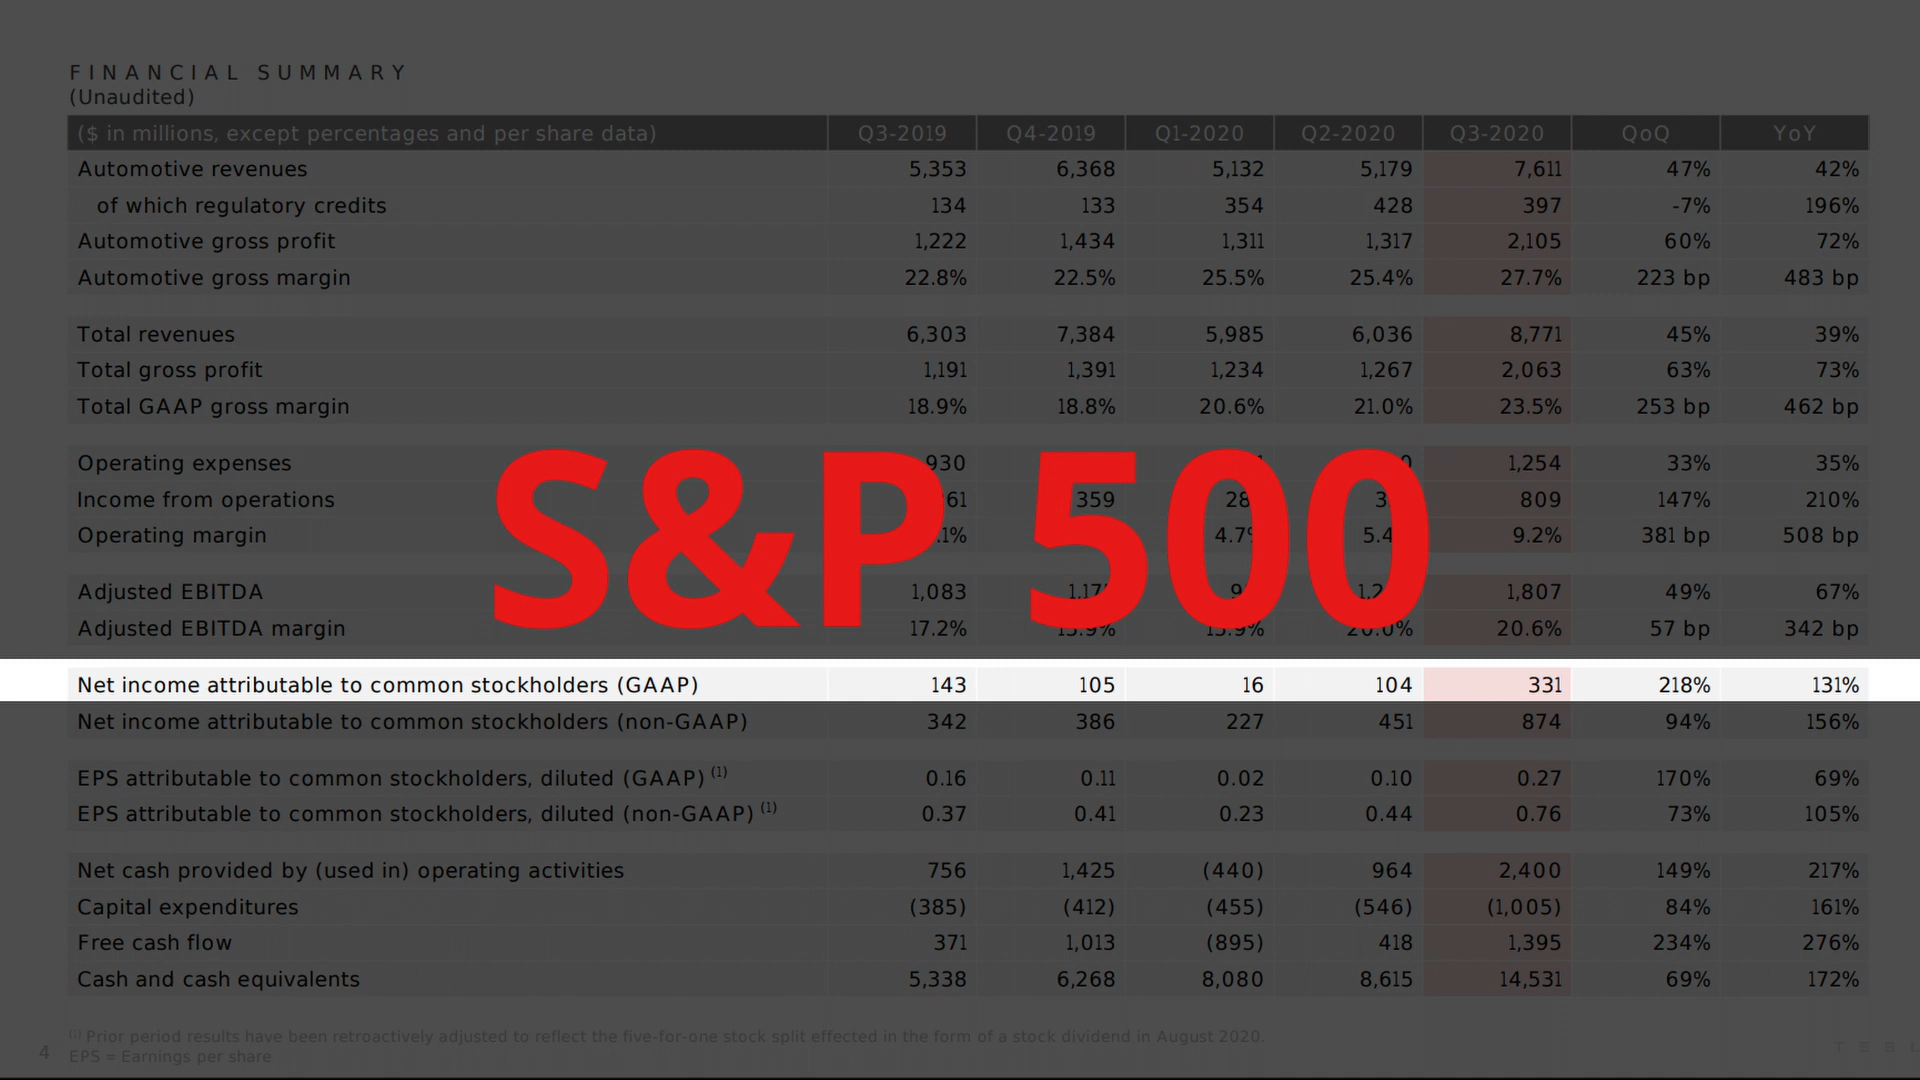 FINANCIAL SUMMARY
(Unaudited)
($ in millions, except percentages and per share data) Q3-2019 Q4-2019 Q1-2020 Q2-2020 Q3-2020 QoQ YoY
Automotive revenues 5,353 6,368 5,132 5,179 7,611 47% 42%
of which regulatory credits 134 133 354 428 397 -7% 196%
Automotive gross profit 1,222 1,434 1,311 1,317 2,105 60% 72%
Automotive gross margin 22.8% 22.5% 25.5% 25.4% 27.7% 223 bp 483 bp
Total revenues 6,303 7,384 5,985 6,036 8,771 45% 39%
Total gross profit 1,191 1,391 1,234 1,267 2,063 63% 73%
Total GAAP gross margin 18.9% 18.8% 20.6% 21.0% 23.5% 253 bp 462 bp
Operating expenses 930 1,254 33% 35%
Income from operations 359 809 147% 210%
Operating margin 9.2% 381 bp 508 bp
S&P 500
Adjusted EBITDA 1,083 1,807 49% 67%
Adjusted EBITDA margin 17.2% 15.9% 15.9% 20.0% 20.6% 57 bp 342 bp
Net income attributable to common stockholders (GAAP) 143 105 16 104 331 218% 131%
Net income attributable to common stockholders (non-GAAP) 342 386 227 451 874 94% 156%
EPS attributable to common stockholders, diluted (GAAP) (1) 0.16 0.11 0.02 0.10 0.27 170% 69%
EPS attributable to common stockholders, diluted (non-GAAP) (1) 0.37 0.41 0.23 0.44 0.76 73% 105%
Net cash provided by (used in) operating activities 756 1,425 (440) 964 2,400 149% 217%
Capital expenditures (385) (412) (455) (546) (1,005) 84% 161%
Free cash flow 371 1,013 (895) 418 1,395 234% 276%
Cash and cash equivalents 5,338 6,268 8,080 8,615 14,531 69% 172%
(1) Prior period results have been retroactively adjusted to reflect the five-for-one stock split effected in the form of a stock dividend in August 2020.
EPS = Earnings per share
4